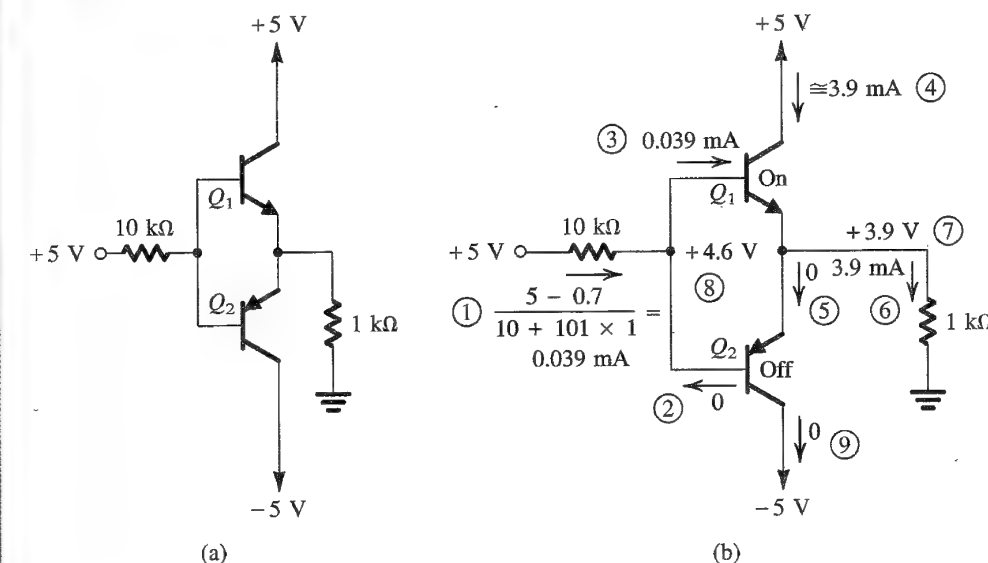 +5 V
Q1
10 kΩ
+5 V
Q2
1 kΩ
−5 V
(a)
+5 V
≅3.9 mA ④
③ 0.039 mA
On
Q1
10 kΩ
+3.9 V ⑦
+5 V
+4.6 V
0
3.9 mA
⑧
① 5 − 0.7
10 + 101 × 1
=
0.039 mA
⑤
⑥
1 kΩ
Q2
Off
②
0
0
⑨
−5 V
(b)